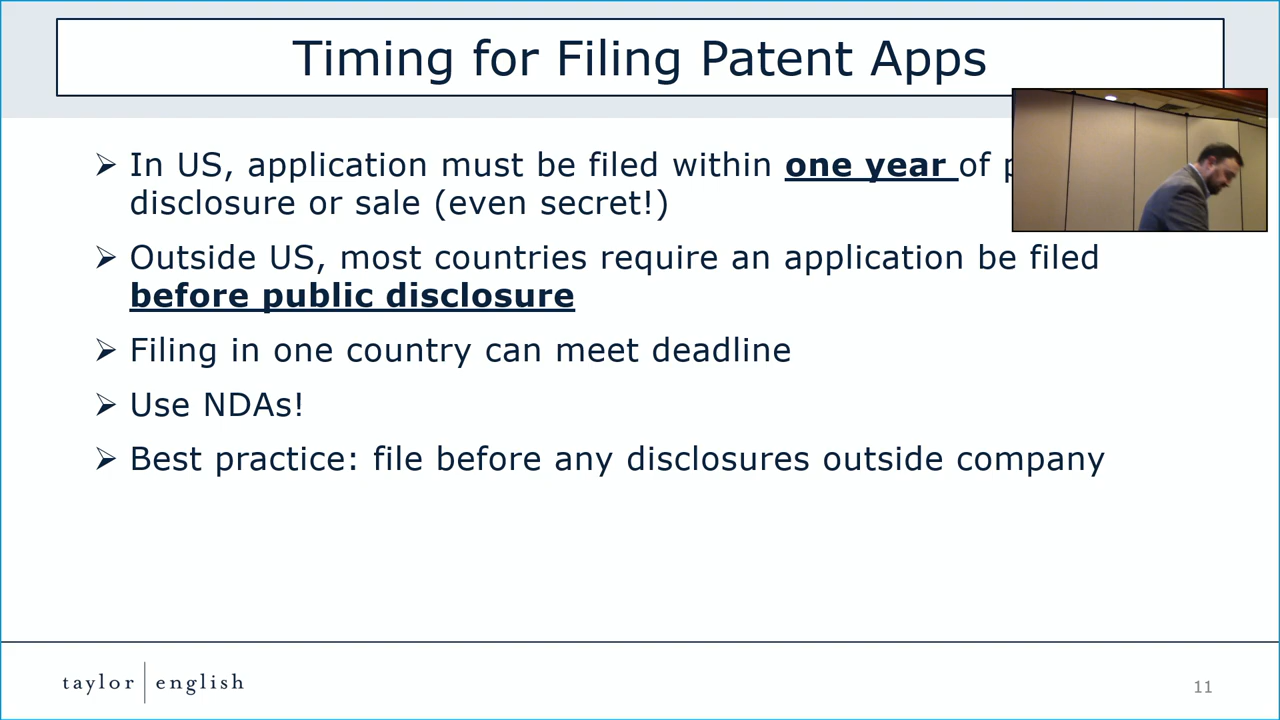 Timing for Filing Patent Apps
➢ In US, application must be filed within one year of
disclosure or sale (even secret!)
➢ Outside US, most countries require an application be filed
before public disclosure
➢ Filing in one country can meet deadline
➢ Use NDAs!
➢ Best practice: file before any disclosures outside company
taylor | english
11